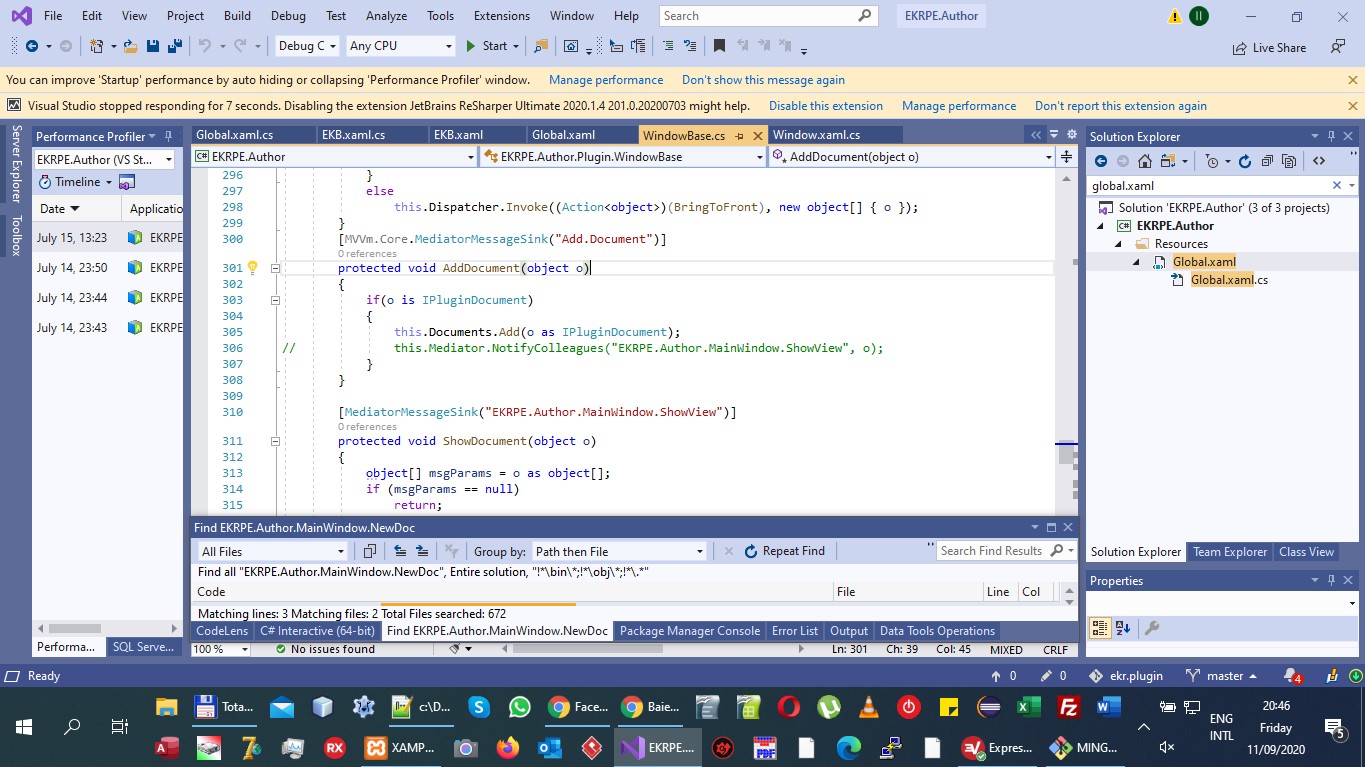 File Edit View Project Build Debug Test Analyze Tools Extensions Window Help Search EKRPE.Author II
Debug C Any CPU Start Live Share
You can improve 'Startup' performance by auto hiding or collapsing 'Performance Profiler' window. Manage performance Don't show this message again
Visual Studio stopped responding for 7 seconds. Disabling the extension JetBrains ReSharper Ultimate 2020.1.4 201.0.20200703 might help. Disable this extension Manage performance Don't report this extension again
Server Explorer
Toolbox
Performance Profiler
EKRPE.Author (VS St...
Timeline
Date Applicatio
July 15, 13:23 EKRPE
July 14, 23:50 EKRPE
July 14, 23:44 EKRPE
July 14, 23:43 EKRPE
Performa... SQL Serve...
Global.xaml.cs EKB.xaml.cs EKB.xaml Global.xaml WindowBase.cs Window.xaml.cs
C# EKRPE.Author EKRPE.Author.Plugin.WindowBase AddDocument(object o)
296 }
297 else
298 this.Dispatcher.Invoke((Action<object>)(BringToFront), new object[] { o });
299 }
300 [MVVm.Core.MediatorMessageSink("Add.Document")]
0 references
301 protected void AddDocument(object o)
302 {
303 if(o is IPluginDocument)
304 {
305 this.Documents.Add(o as IPluginDocument);
306 // this.Mediator.NotifyColleagues("EKRPE.Author.MainWindow.ShowView", o);
307 }
308 }
309
310 [MediatorMessageSink("EKRPE.Author.MainWindow.ShowView")]
0 references
311 protected void ShowDocument(object o)
312 {
313 object[] msgParams = o as object[];
314 if (msgParams == null)
315 return;
Find EKRPE.Author.MainWindow.NewDoc
All Files Group by: Path then File Repeat Find Search Find Results
Find all "EKRPE.Author.MainWindow.NewDoc", Entire solution, "!*\bin\*;!*\obj\*;!*\.*"
Code File Line Col
Matching lines: 3 Matching files: 2 Total Files searched: 672
CodeLens C# Interactive (64-bit) Find EKRPE.Author.MainWindow.NewDoc Package Manager Console Error List Output Data Tools Operations
100 % No issues found Ln: 301 Ch: 39 Col: 45 MIXED CRLF
Solution Explorer
global.xaml
Solution 'EKRPE.Author' (3 of 3 projects)
C# EKRPE.Author
Resources
Global.xaml
Global.xaml.cs
Solution Explorer Team Explorer Class View
Properties
Ready 0 0 ekr.plugin master 4
Tota... c:\D... Face... Baie...
RX XAMP... EKRPE... PDF Expres... MING...
ENG
INTL
20:46
Friday
11/09/2020
5